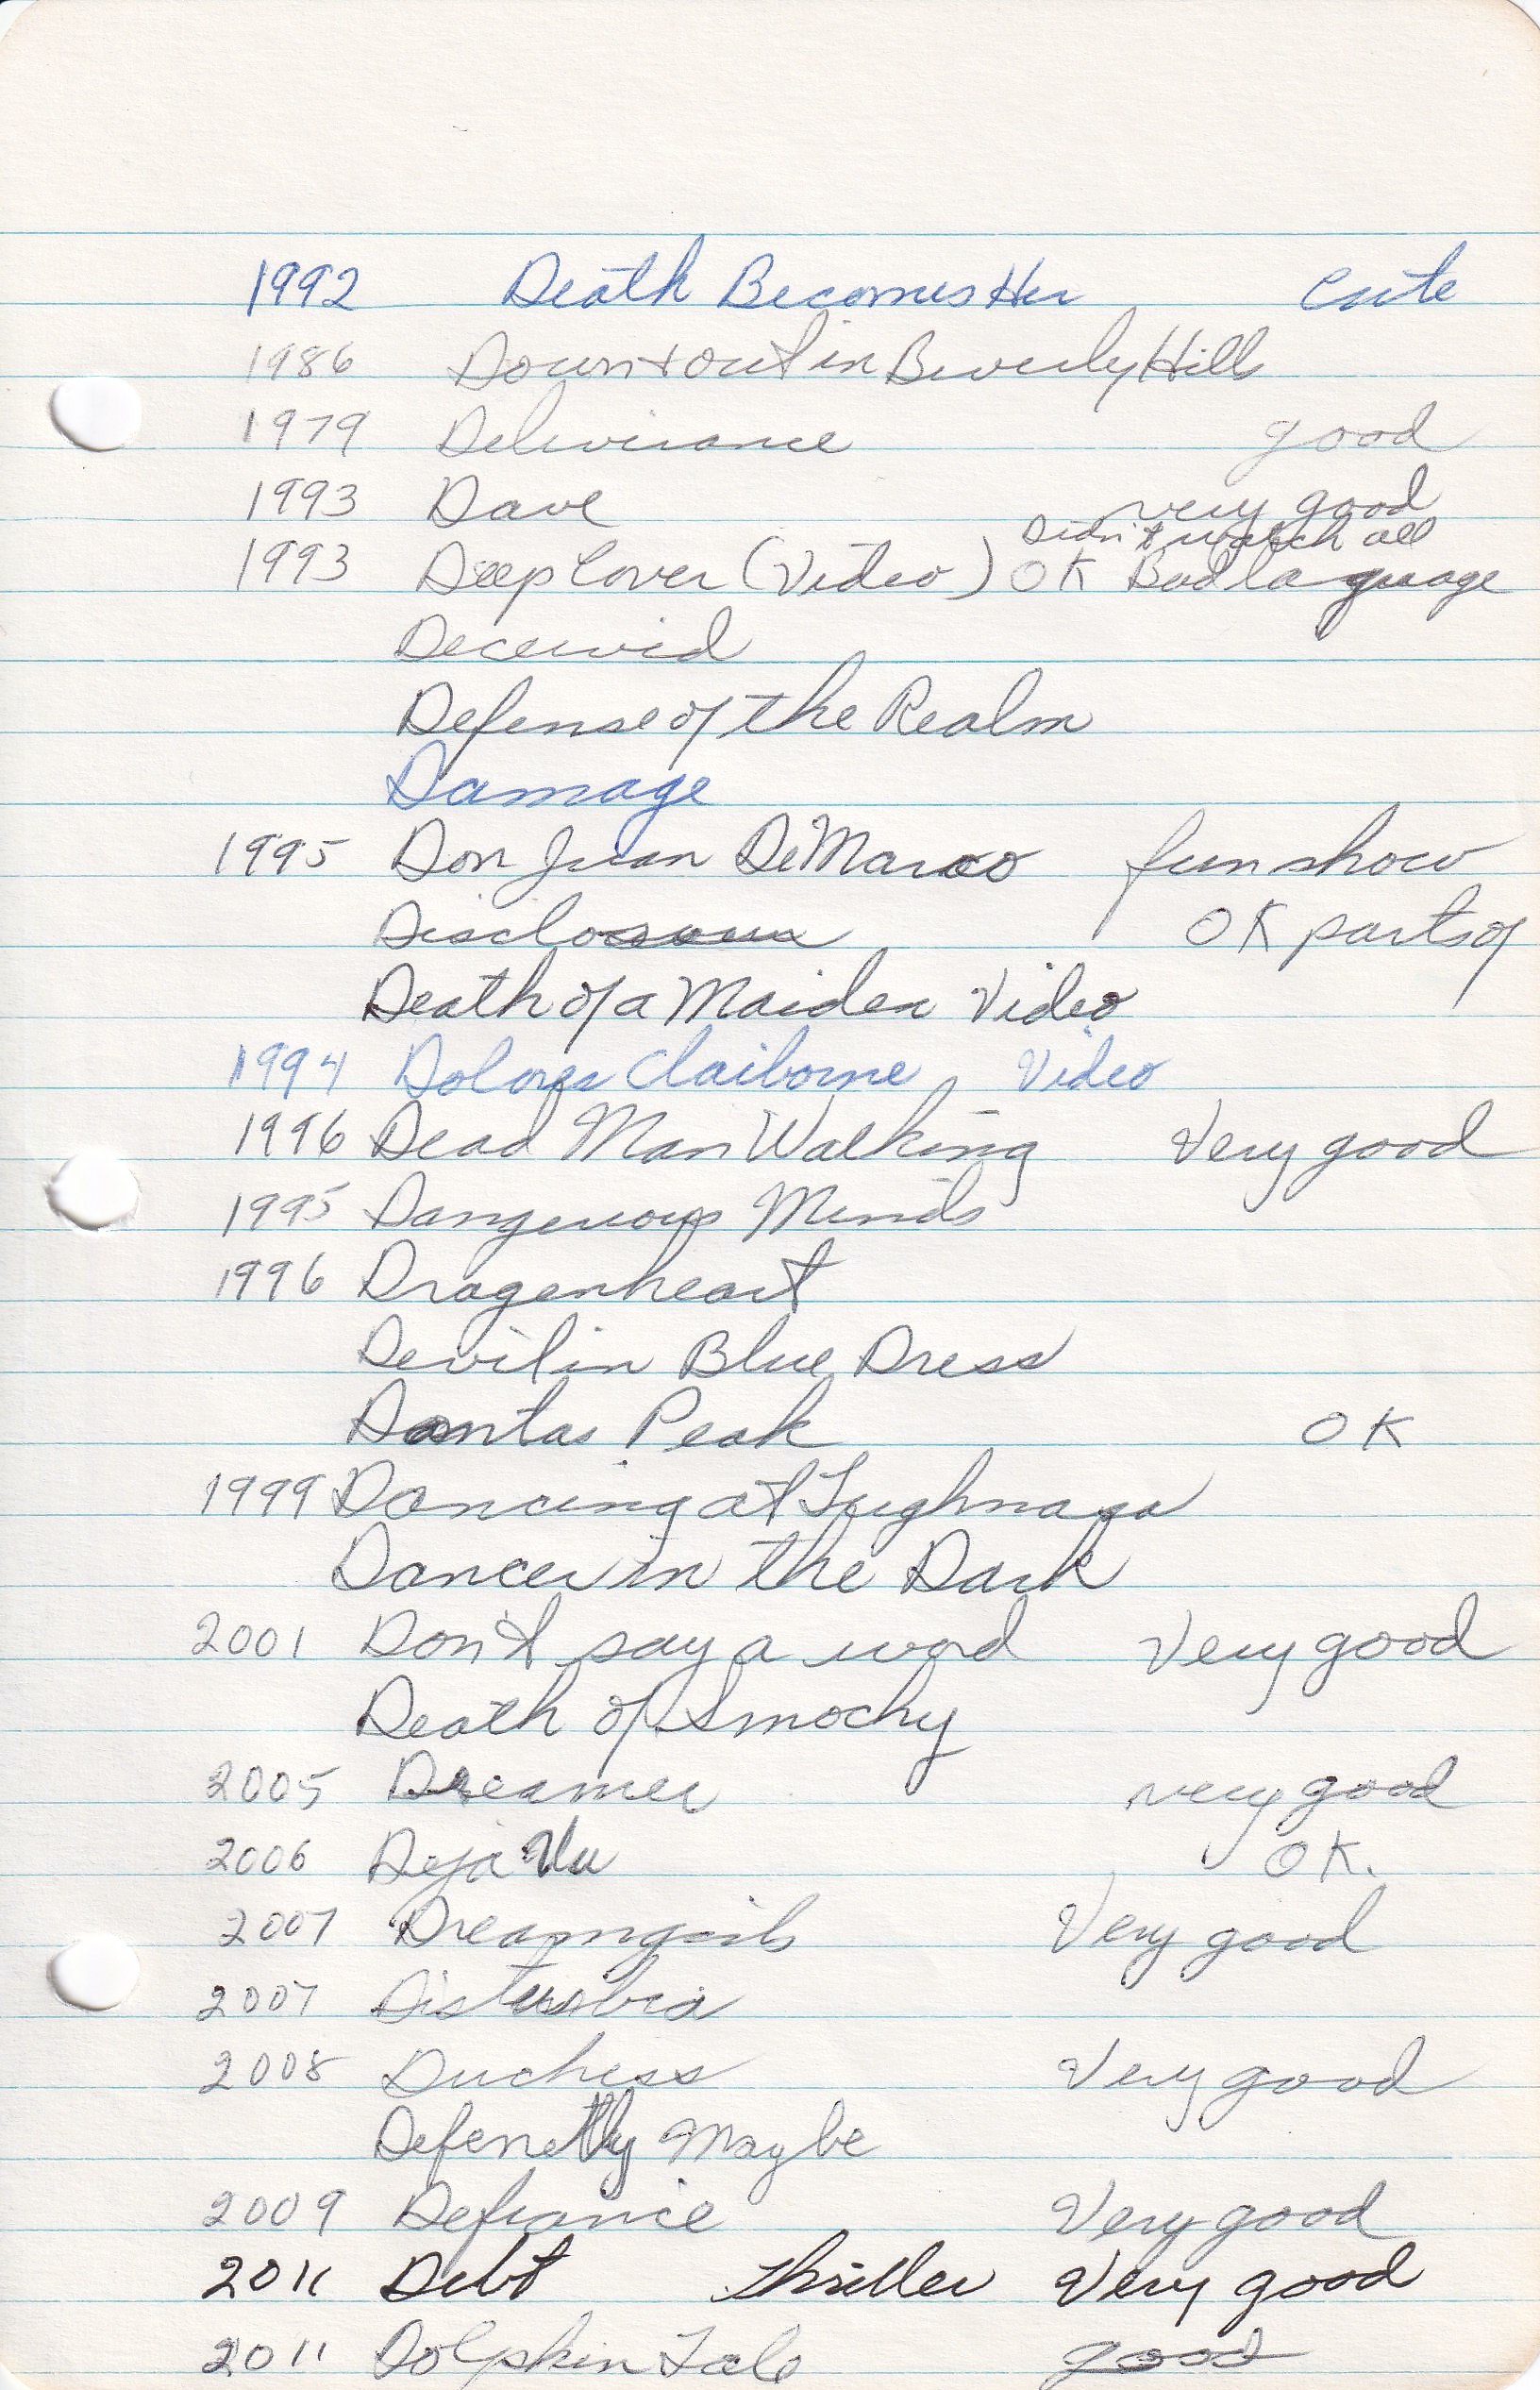 1992 Death Becomes Her cute
1986 Down + out in Beverly Hills
1979 Deliverance good
1993 Dave very good
Didn't watch all
1993 Deep Cover (Video) OK Bad laguage
Deceived
Defense of the Realm
Damage
1995 Don Juan DeMarco fun show
Disclosure OK parts of
Death of a Maiden Video
1994 Dolores Claiborne Video
1996 Dead Man Walking Very good
1995 Dangerous Minds
1996 Dragenheart
Devil in Blue Dress
Dantas Peak OK
1999 Dancing at Lughnasa
Dancer in the Dark
2001 Don't say a word Very good
Death of Smochy
2005 Dreamer very good
2006 Deja Vu OK.
2007 Dreamgirls Very good
2007 Disturbia
2008 Duchess Very good
Defenetly Maybe
2009 Defiance Very good
2011 Debt Thriller Very good
2011 Dolphin Tale good